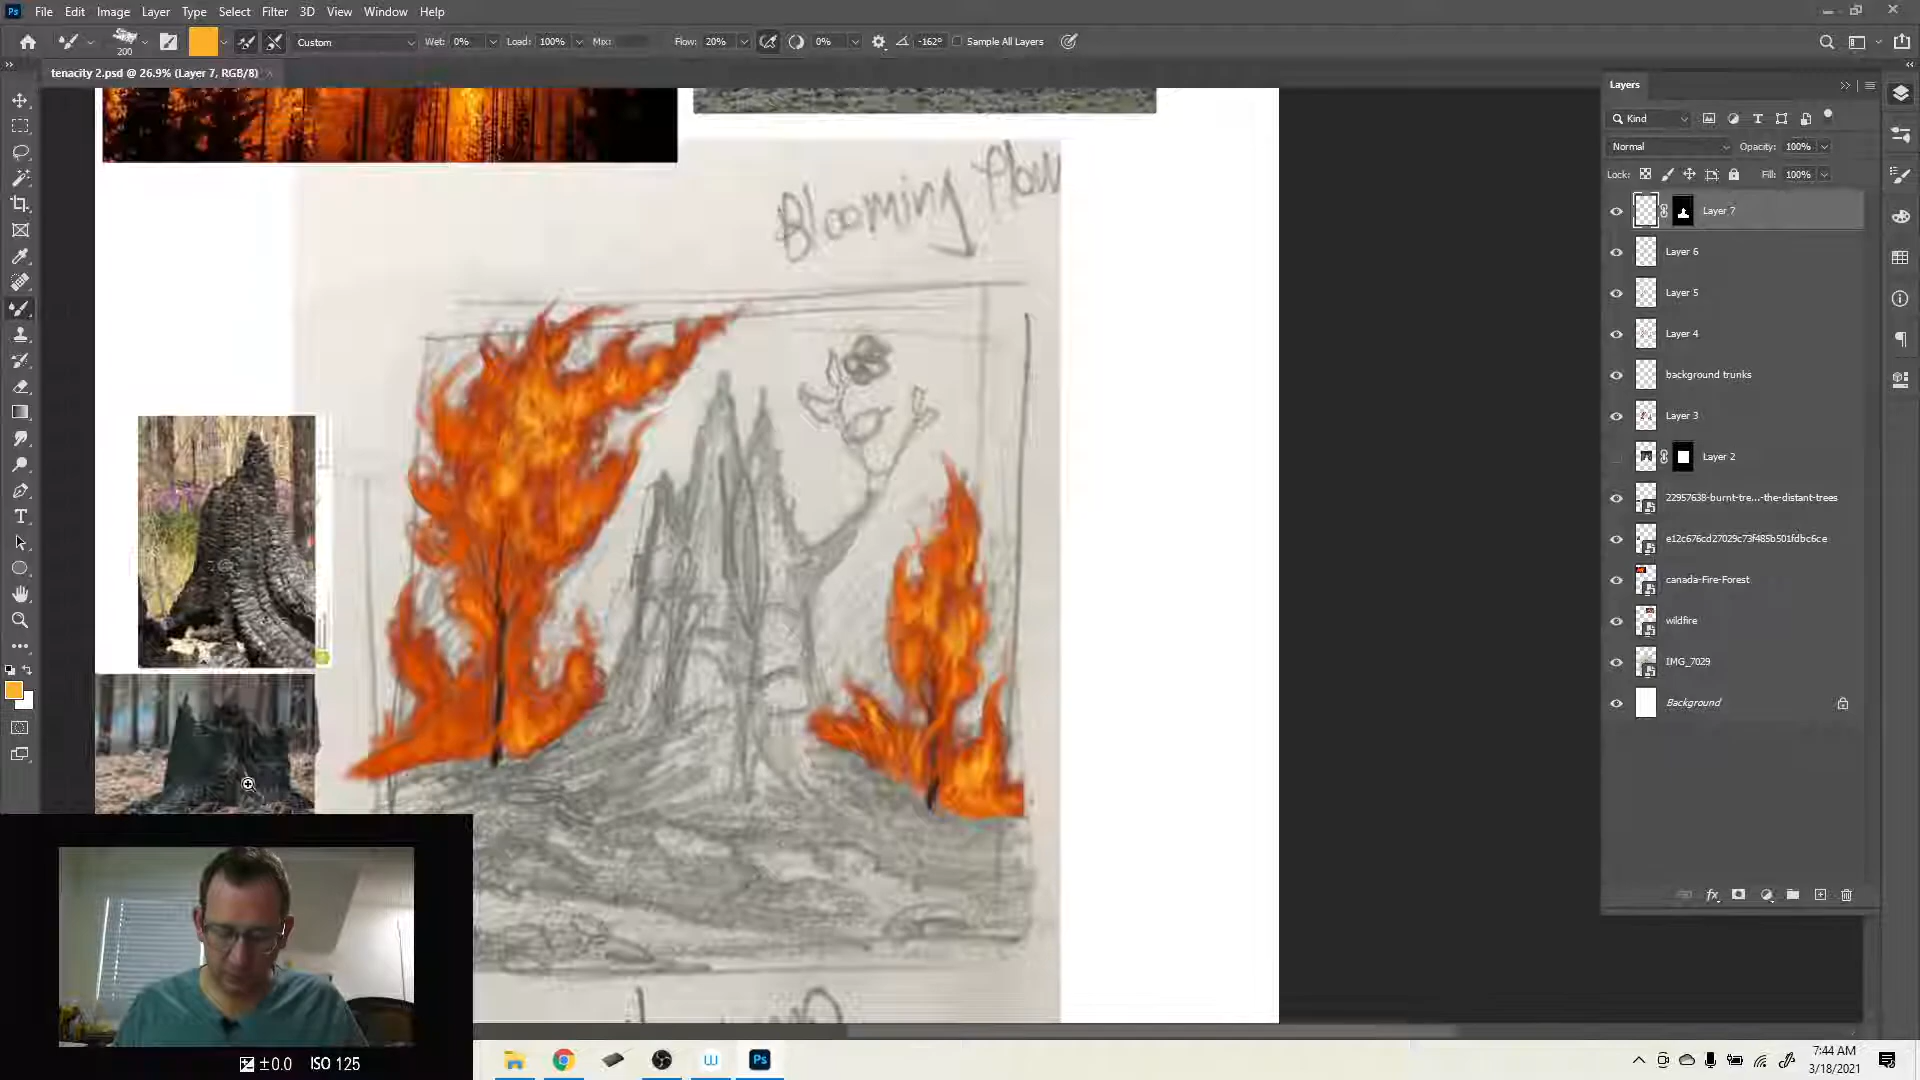 File Edit Image Layer Type Select Filter 3D View Window Help
200 Custom Wet: 0% Load: 100% Mix: Flow: 20% 0% -162° Sample All Layers
tenacity 2.psd @ 26.9% (Layer 7, RGB/8)
Layers
Kind
Normal Opacity: 100%
Lock: Fill: 100%
Layer 7
Layer 6
Layer 5
Layer 4
background trunks
Layer 3
Layer 2
22957638-burnt-tre...-the-distant-trees
e12c676cd27029c73f485b501fdbc6ce
canada-Fire-Forest
wildfire
IMG_7029
Background
Blooming
±0.0 ISO 125
7:44 AM
3/18/2021